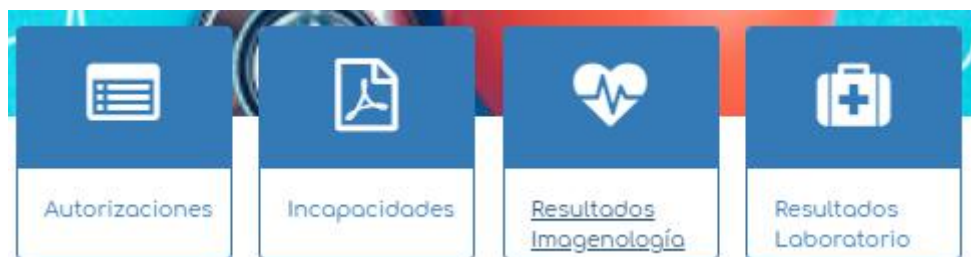 Autorizaciones
Incapacidades
Resultados
Imagenología
Resultados
Laboratorio